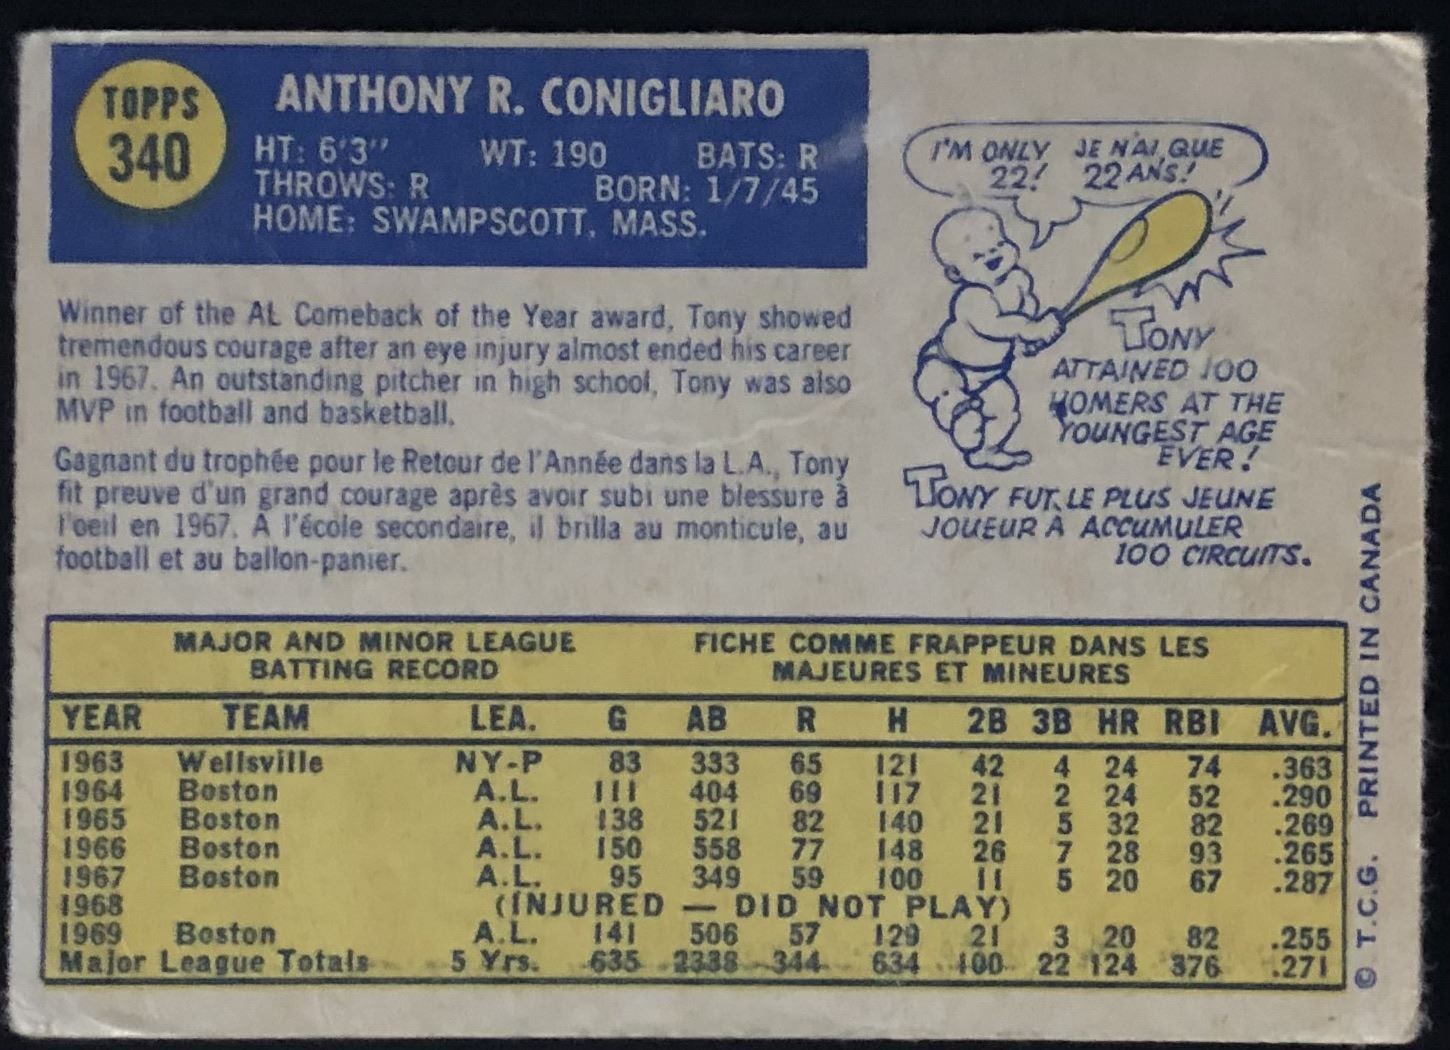 TOPPS
340
ANTHONY R. CONIGLIARO
HT: 6'3" WT: 190 BATS: R
THROWS: R BORN: 1/7/45
HOME: SWAMPSCOTT, MASS.
Winner of the AL Comeback of the Year award, Tony showed
tremendous courage after an eye injury almost ended his career
in 1967. An outstanding pitcher in high school, Tony was also
MVP in football and basketball.
Gagnant du trophée pour le Retour de l'Année dans la L.A., Tony
fit preuve d'un grand courage après avoir subi une blessure à
l'oeil en 1967. A l'école secondaire, il brilla au monticule, au
football et au ballon-panier.
I'M ONLY JE N'AI QUE
22! 22 ANS!
TONY
ATTAINED 100
HOMERS AT THE
YOUNGEST AGE
EVER!
TONY FUT LE PLUS JEUNE
JOUEUR A ACCUMULER
100 CIRCUITS.
MAJOR AND MINOR LEAGUE FICHE COMME FRAPPEUR DANS LES
BATTING RECORD MAJEURES ET MINEURES
YEAR TEAM LEA. G AB R H 2B 3B HR RBI AVG.
1963 Wellsville NY-P 83 333 65 121 42 4 24 74 .363
1964 Boston A.L. 111 404 69 117 21 2 24 52 .290
1965 Boston A.L. 138 521 82 140 21 5 32 82 .269
1966 Boston A.L. 150 558 77 148 26 7 28 93 .265
1967 Boston A.L. 95 349 59 100 11 5 20 67 .287
1968 (INJURED — DID NOT PLAY)
1969 Boston A.L. 141 506 57 129 21 3 20 82 .255
Major League Totals 5 Yrs. 635 2338 344 634 100 22 124 376 .271
© T.C.G. PRINTED IN CANADA